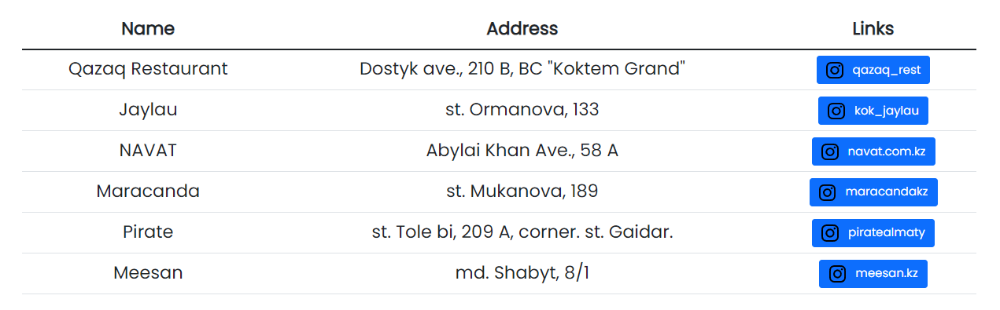 Name Address Links
Qazaq Restaurant Dostyk ave., 210 B, BC "Koktem Grand" qazaq_rest
Jaylau st. Ormanova, 133 kok_jaylau
NAVAT Abylai Khan Ave., 58 A navat.com.kz
Maracanda st. Mukanova, 189 maracandakz
Pirate st. Tole bi, 209 A, corner. st. Gaidar. piratealmaty
Meesan md. Shabyt, 8/1 meesan.kz